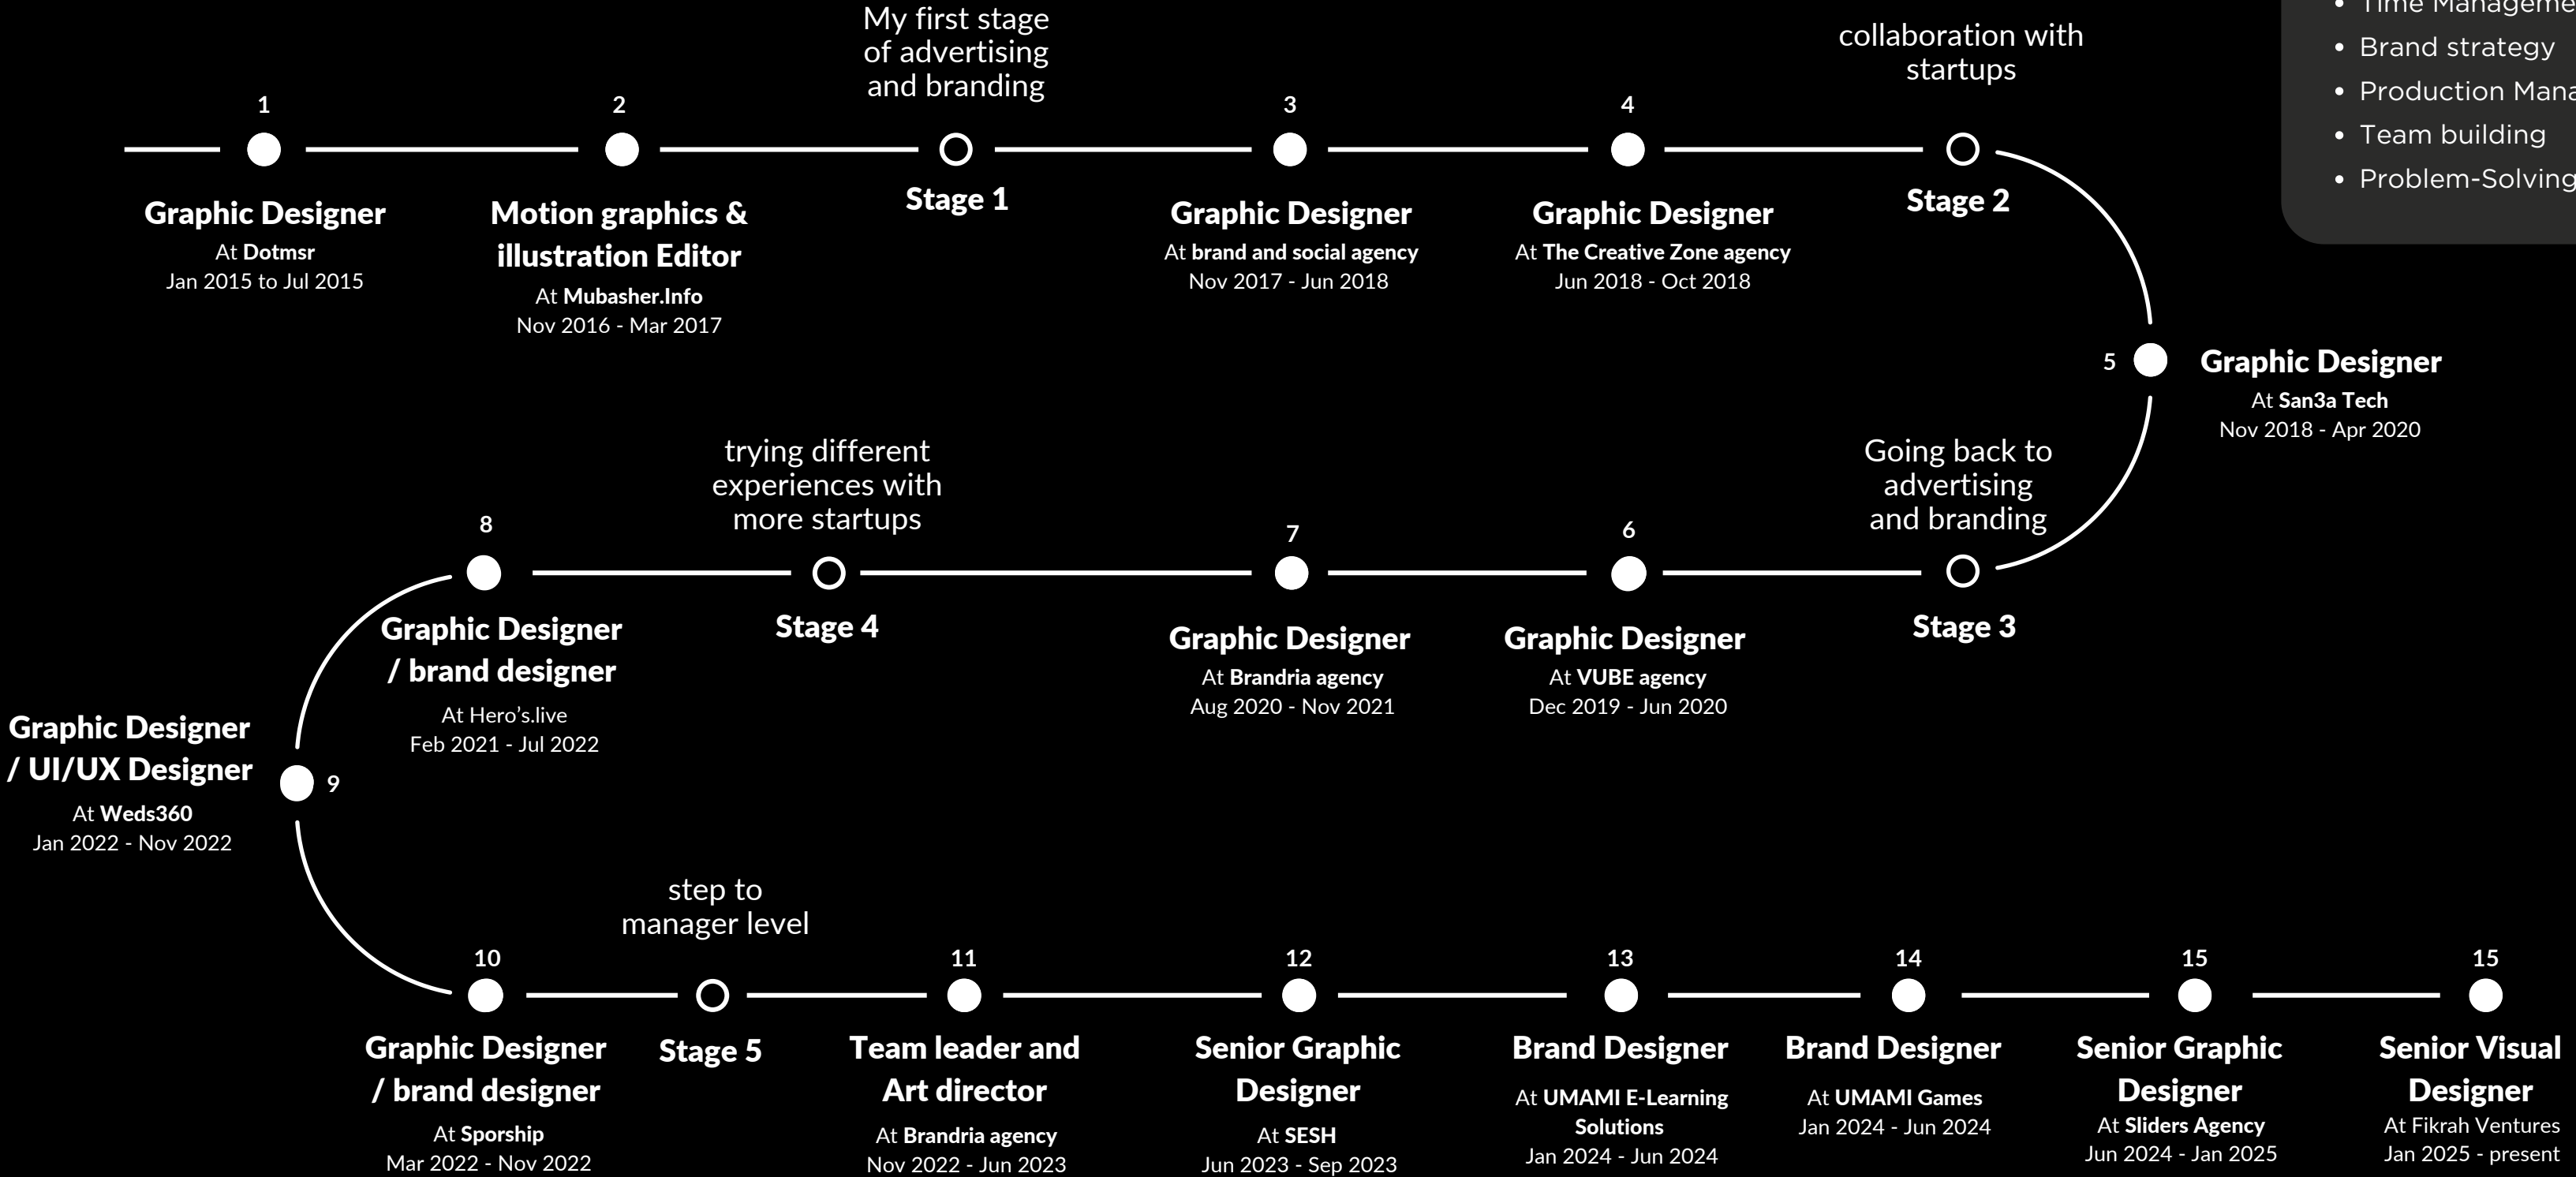 My first stage
of advertising
and branding
collaboration with
startups
Brand strategy
Production
Team building
Problem-Solving
1
Graphic Designer
At Dotmsr
Jan 2015 to Jul 2015
2
Motion graphics &
illustration Editor
At Mubasher.Info
Nov 2016 - Mar 2017
Stage 1
3
Graphic Designer
At brand and social agency
Nov 2017 - Jun 2018
4
Graphic Designer
At The Creative Zone agency
Jun 2018 - Oct 2018
Stage 2
5
Graphic Designer
At San3a Tech
Nov 2018 - Apr 2020
Going back to
advertising
and branding
Stage 3
6
Graphic Designer
At VUBE agency
Dec 2019 - Jun 2020
7
Graphic Designer
At Brandria agency
Aug 2020 - Nov 2021
trying different
experiences with
more startups
Stage 4
8
Graphic Designer
/ brand designer
At Hero’s.live
Feb 2021 - Jul 2022
9
Graphic Designer
/ UI/UX Designer
At Weds360
Jan 2022 - Nov 2022
10
Graphic Designer
/ brand designer
At Sporship
Mar 2022 - Nov 2022
step to
manager level
Stage 5
11
Team leader and
Art director
At Brandria agency
Nov 2022 - Jun 2023
12
Senior Graphic
Designer
At SESH
Jun 2023 - Sep 2023
13
Brand Designer
At UMAMI E-Learning
Solutions
Jan 2024 - Jun 2024
14
Brand Designer
At UMAMI Games
Jan 2024 - Jun 2024
15
Senior Graphic
Designer
At Sliders Agency
Jun 2024 - Jan 2025
15
Senior Visual
Designer
At Fikrah Ventures
Jan 2025 - present